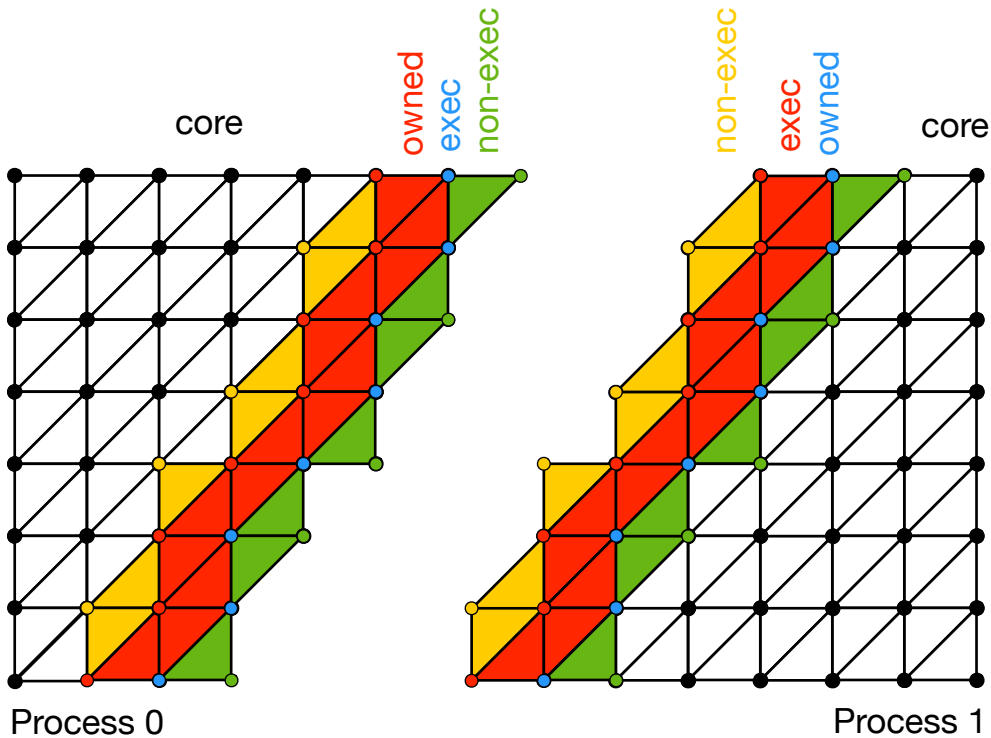 core
owned
exec
non-exec
non-exec
exec
owned
core
Process 0
Process 1